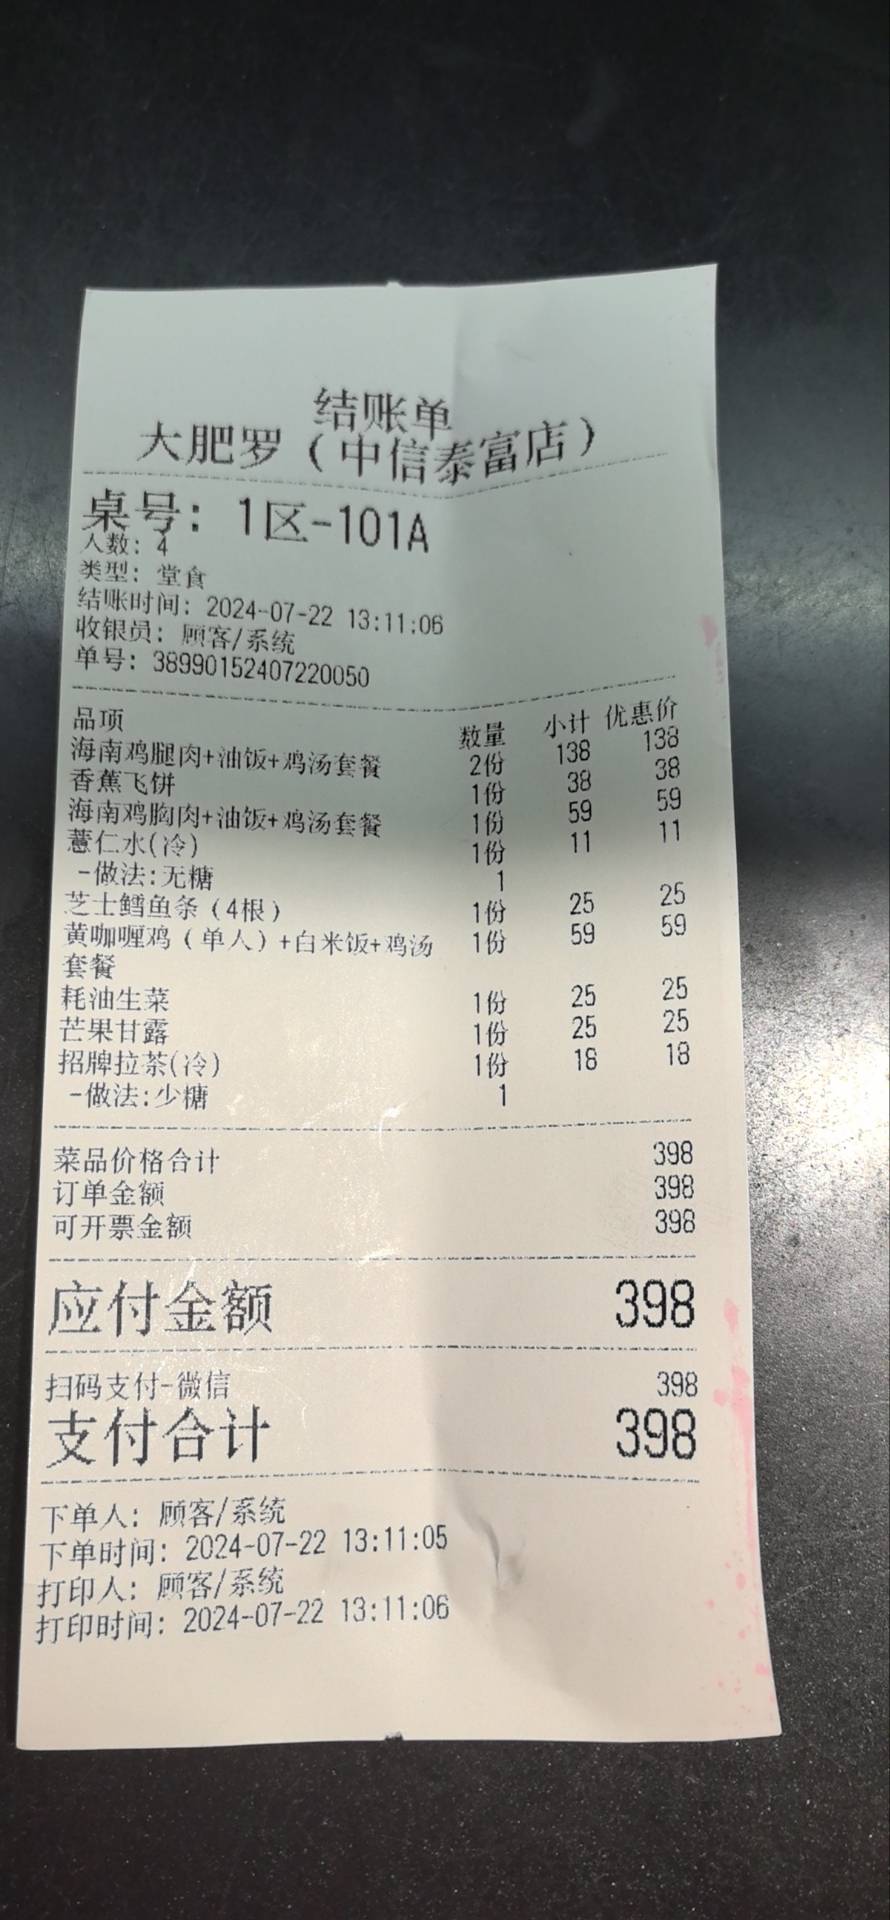 结账单
大肥罗（中信泰富店）
桌号：1区-101A
人数：4
类型：堂食
结账时间：2024-07-22 13:11:06
收银员：顾客/系统
单号：38990152407220050
品项 数量 小计 优惠价
海南鸡腿肉+油饭+鸡汤套餐 2份 138 138
香蕉飞饼 1份 38 38
海南鸡胸肉+油饭+鸡汤套餐 1份 59 59
薏仁水(冷) 1份 11 11
-做法:无糖 1
芝士鳕鱼条（4根） 1份 25 25
黄咖喱鸡（单人）+白米饭+鸡汤 1份 59 59
套餐
耗油生菜 1份 25 25
芒果甘露 1份 25 25
招牌拉茶(冷) 1份 18 18
-做法:少糖 1
菜品价格合计 398
订单金额 398
可开票金额 398
应付金额 398
扫码支付-微信 398
支付合计 398
下单人：顾客/系统
下单时间：2024-07-22 13:11:05
打印人：顾客/系统
打印时间：2024-07-22 13:11:06